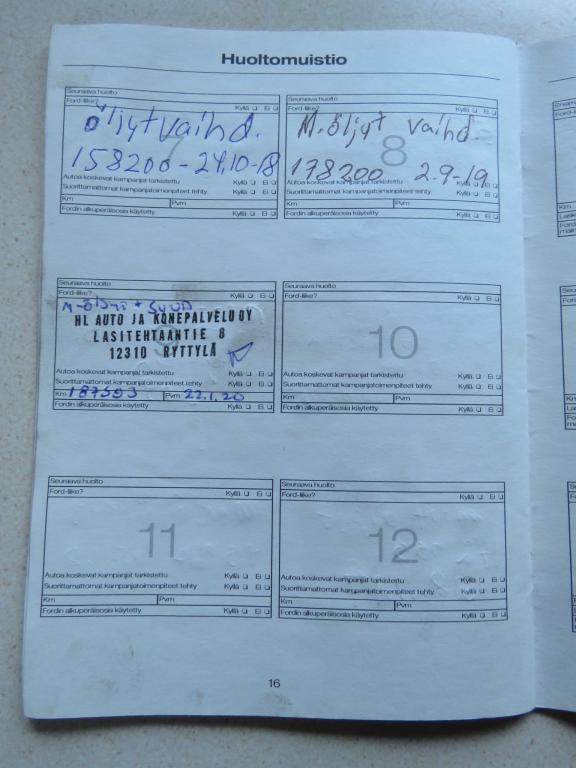 Huoltomuistio
Seuraava huolto
Ford-liike? Kyllä Ei
7
öljyt vaihd.
158200 - 24.10-18
Autoa koskevat kampanjat tarkistettu Kyllä Ei
Suorittamattomat kampanjatoimenpiteet tehty Kyllä Ei
Km Pvm
Fordin alkuperäisosia käytetty Kyllä Ei
Seuraava huolto
Ford-liike? Kyllä Ei
8
M-öljyt vaihd.
178200 2.9-19
Autoa koskevat kampanjat tarkistettu Kyllä Ei
Suorittamattomat kampanjatoimenpiteet tehty Kyllä Ei
Km Pvm
Fordin alkuperäisosia käytetty Kyllä Ei
Seuraava huolto
Ford-liike? Kyllä Ei
M-öljyt + suod
HL AUTO JA KONEPALVELU OY
LASITEHTAANTIE 8
12310 RYTTYLÄ
Autoa koskevat kampanjat tarkistettu Kyllä Ei
Suorittamattomat kampanjatoimenpiteet tehty Kyllä Ei
Km 187593 Pvm 22.1.20
Fordin alkuperäisosia käytetty Kyllä Ei
Seuraava huolto
Ford-liike? Kyllä Ei
10
Autoa koskevat kampanjat tarkistettu Kyllä Ei
Suorittamattomat kampanjatoimenpiteet tehty Kyllä Ei
Km Pvm
Fordin alkuperäisosia käytetty Kyllä Ei
Seuraava huolto
Ford-liike? Kyllä Ei
11
Autoa koskevat kampanjat tarkistettu Kyllä Ei
Suorittamattomat kampanjatoimenpiteet tehty Kyllä Ei
Km Pvm
Fordin alkuperäisosia käytetty Kyllä Ei
Seuraava huolto
Ford-liike? Kyllä Ei
12
Autoa koskevat kampanjat tarkistettu Kyllä Ei
Suorittamattomat kampanjatoimenpiteet tehty Kyllä Ei
Km Pvm
Fordin alkuperäisosia käytetty Kyllä Ei
16